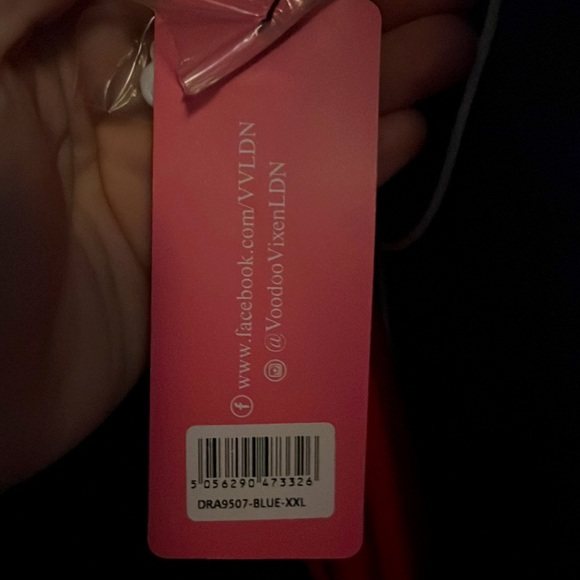 www.facebook.com/VVLDN
@VoodooVixenLDN
5 056290 473326
DRA9507-BLUE-XXL